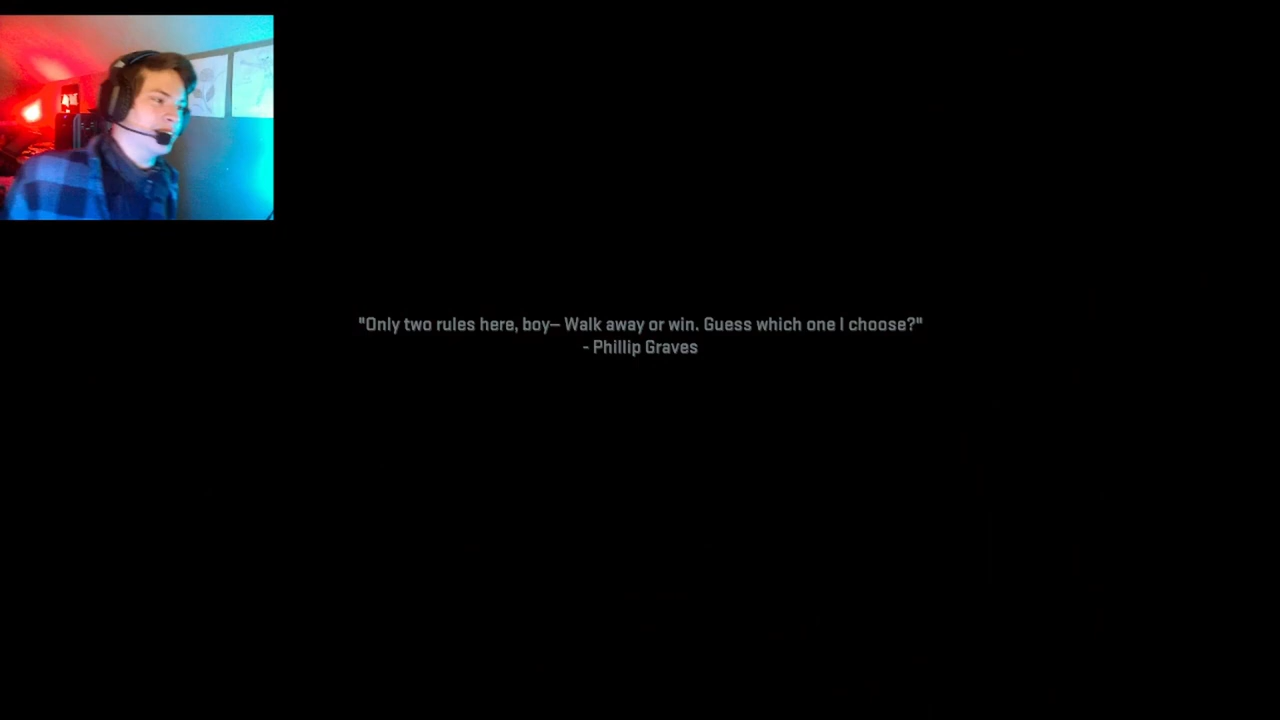 "Only two rules here, boy— Walk away or win. Guess which one I choose?"
- Phillip Graves